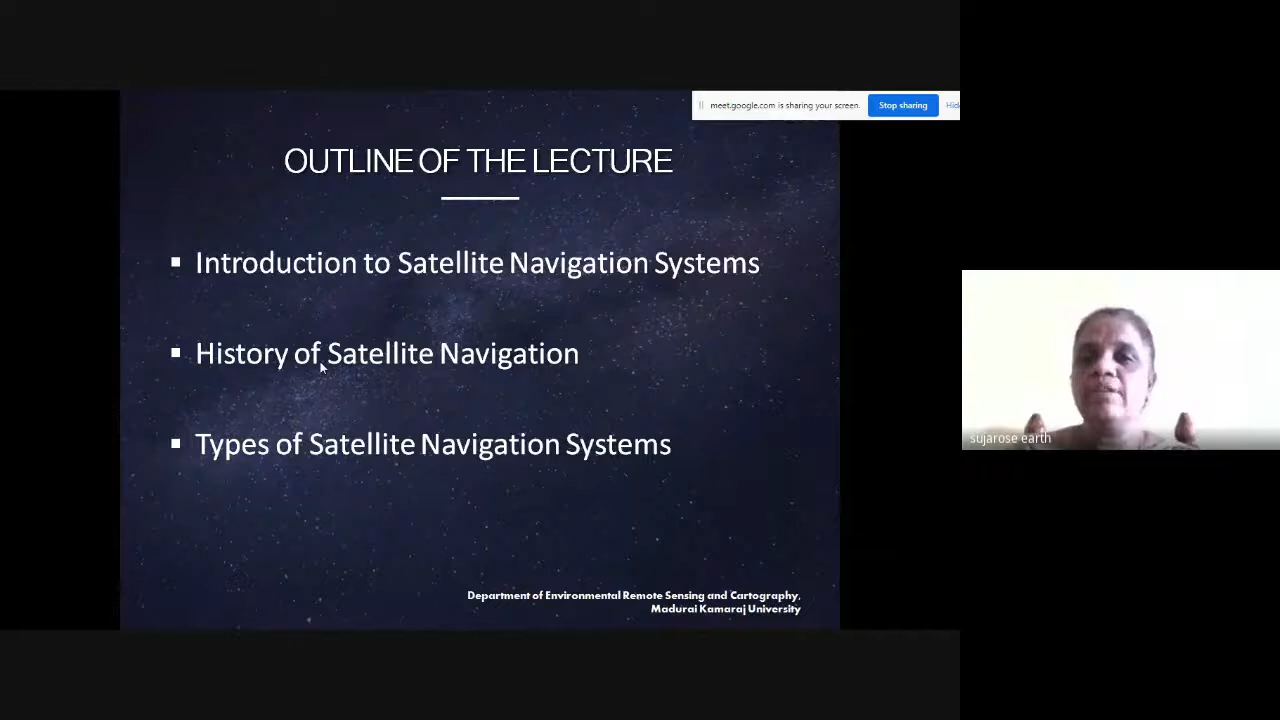 meet.google.com is sharing your screen. Stop sharing
OUTLINE OF THE LECTURE
Introduction to Satellite Navigation Systems
History of Satellite Navigation
Types of Satellite Navigation Systems
sujarose earth
Department of Environmental Remote Sensing and Cartography,
Madurai Kamaraj University